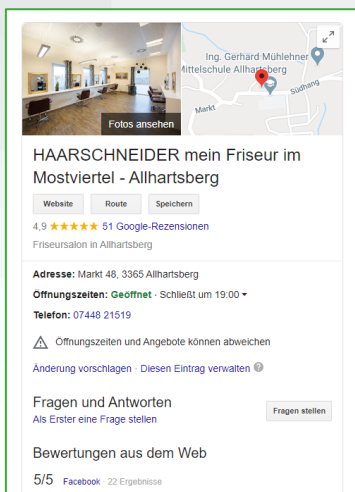 Ing. Gerhard Mühlehner
Mittelschule Allhartsberg
Südhang
Markt
Fotos ansehen
HAARSCHNEIDER mein Friseur im
Mostviertel - Allhartsberg
Website Route Speichern
4,9 ★★★★★ 51 Google-Rezensionen
Friseursalon in Allhartsberg
Adresse: Markt 48, 3365 Allhartsberg
Öffnungszeiten: Geöffnet · Schließt um 19:00
Telefon: 07448 21519
Öffnungszeiten und Angebote können abweichen
Änderung vorschlagen · Diesen Eintrag verwalten ?
Fragen und Antworten
Als Erster eine Frage stellen
Fragen stellen
Bewertungen aus dem Web
5/5 Facebook · 22 Ergebnisse